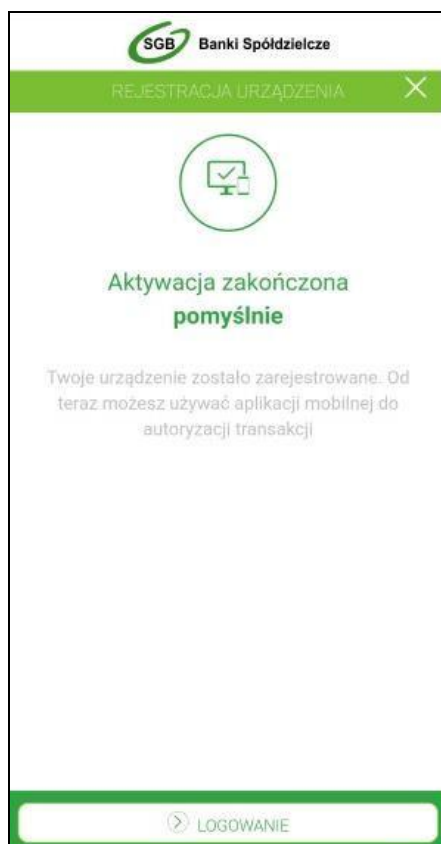 SGB Banki Spółdzielcze
REJESTRACJA URZĄDZENIA
Aktywacja zakończona
pomyślnie
Twoje urządzenie zostało zarejestrowane. Od
teraz możesz używać aplikacji mobilnej do
autoryzacji transakcji
LOGOWANIE